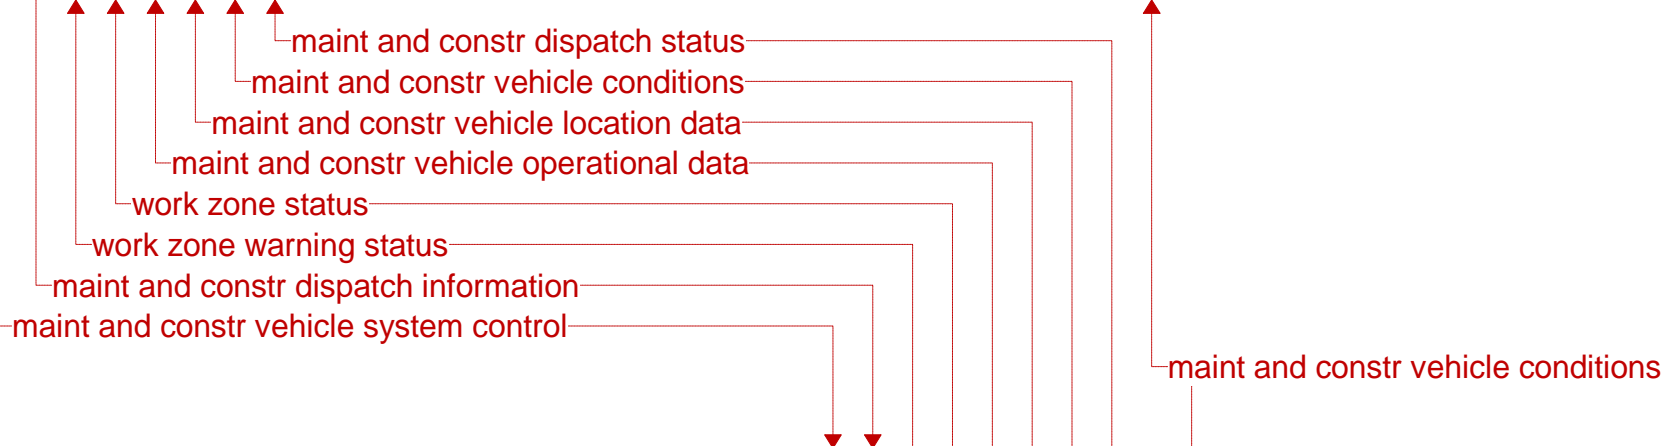 maint and constr dispatch status
maint and constr vehicle conditions
maint and constr vehicle location data
maint and constr vehicle operational data
work zone status
work zone warning status
maint and constr dispatch information
maint and constr vehicle system control
maint and constr vehicle conditions